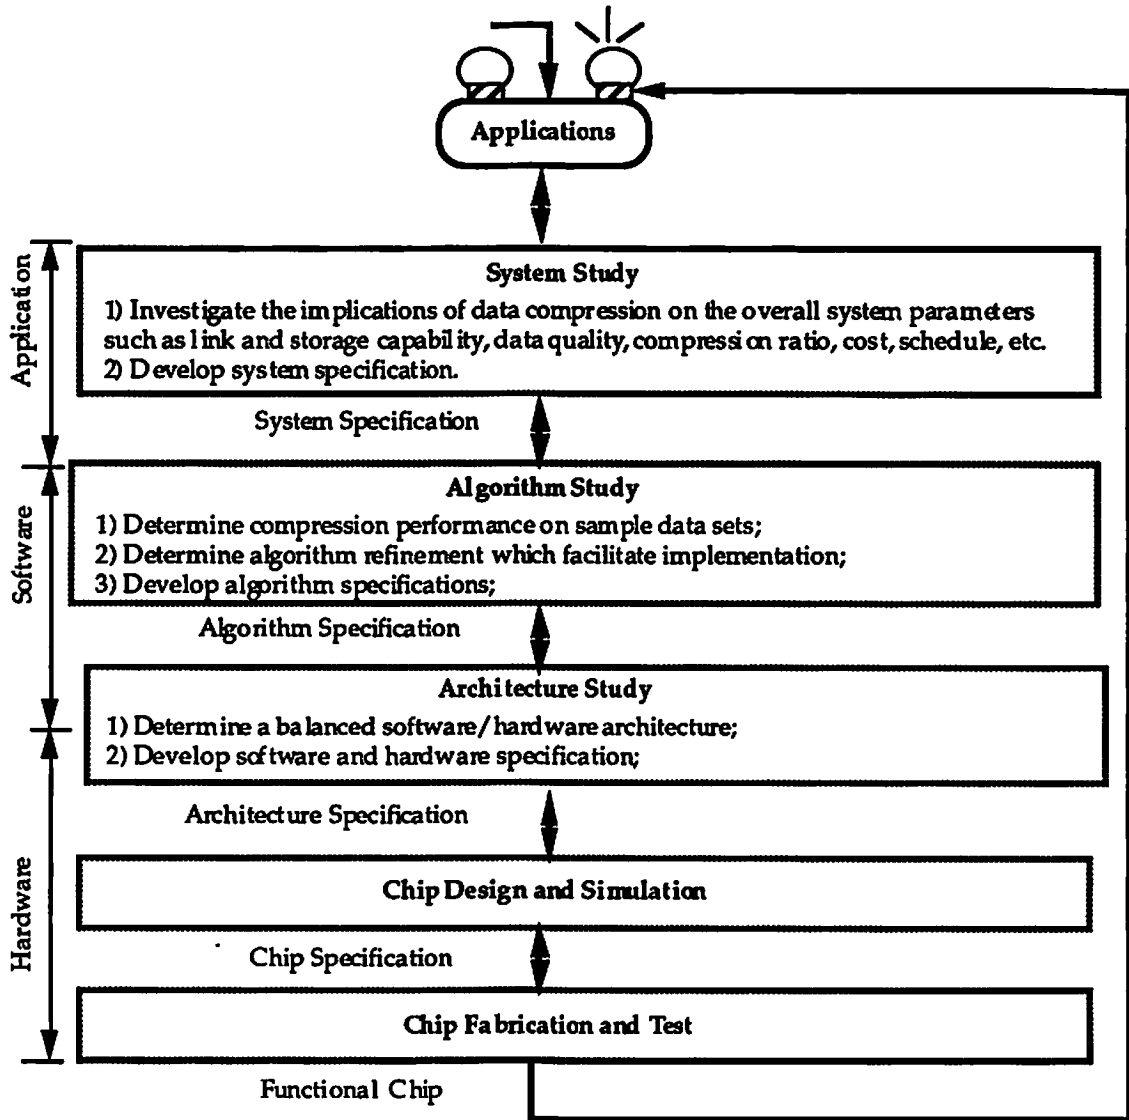 Applications
Application
System Study
1) Investigate the implications of data compression on the overall system parameters
such as link and storage capability, data quality, compression ratio, cost, schedule, etc.
2) Develop system specification.
System Specification
Software
Algorithm Study
1) Determine compression performance on sample data sets;
2) Determine algorithm refinement which facilitate implementation;
3) Develop algorithm specifications;
Algorithm Specification
Architecture Study
1) Determine a balanced software/hardware architecture;
2) Develop software and hardware specification;
Architecture Specification
Hardware
Chip Design and Simulation
Chip Specification
Chip Fabrication and Test
Functional Chip